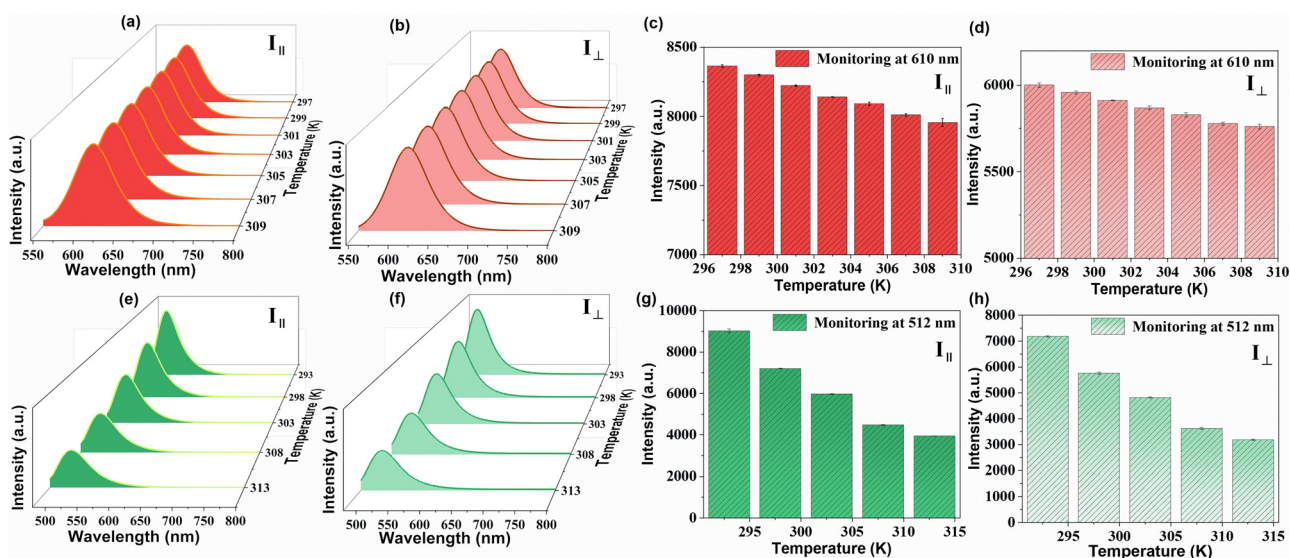 (a)
I∥
Intensity (a.u.)
297
299
301
303
305
307
309
Temperature (K)
550 600 650 700 750 800
Wavelength (nm)
(b)
I⊥
Intensity (a.u.)
297
299
301
303
305
307
309
Temperature (K)
550 600 650 700 750 800
Wavelength (nm)
(c)
Monitoring at 610 nm
I∥
Intensity (a.u.)
8500
8000
7500
7000
296 298 300 302 304 306 308 310
Temperature (K)
(d)
Monitoring at 610 nm
I⊥
Intensity (a.u.)
6000
5000
296 298 300 302 304 306 308 310
Temperature (K)
(e)
I∥
Intensity (a.u.)
293
298
303
308
313
Temperature (K)
500 550 600 650 700 750 800
Wavelength (nm)
(f)
I⊥
Intensity (a.u.)
293
298
303
308
313
Temperature (K)
500 550 600 650 700 750 800
Wavelength (nm)
(g)
Monitoring at 512 nm
I∥
Intensity (a.u.)
10000
8000
6000
4000
2000
0
295 300 305 310 315
Temperature (K)
(h)
Monitoring at 512 nm
I⊥
Intensity (a.u.)
8000
7000
6000
5000
4000
3000
2000
1000
0
295 300 305 310 315
Temperature (K)